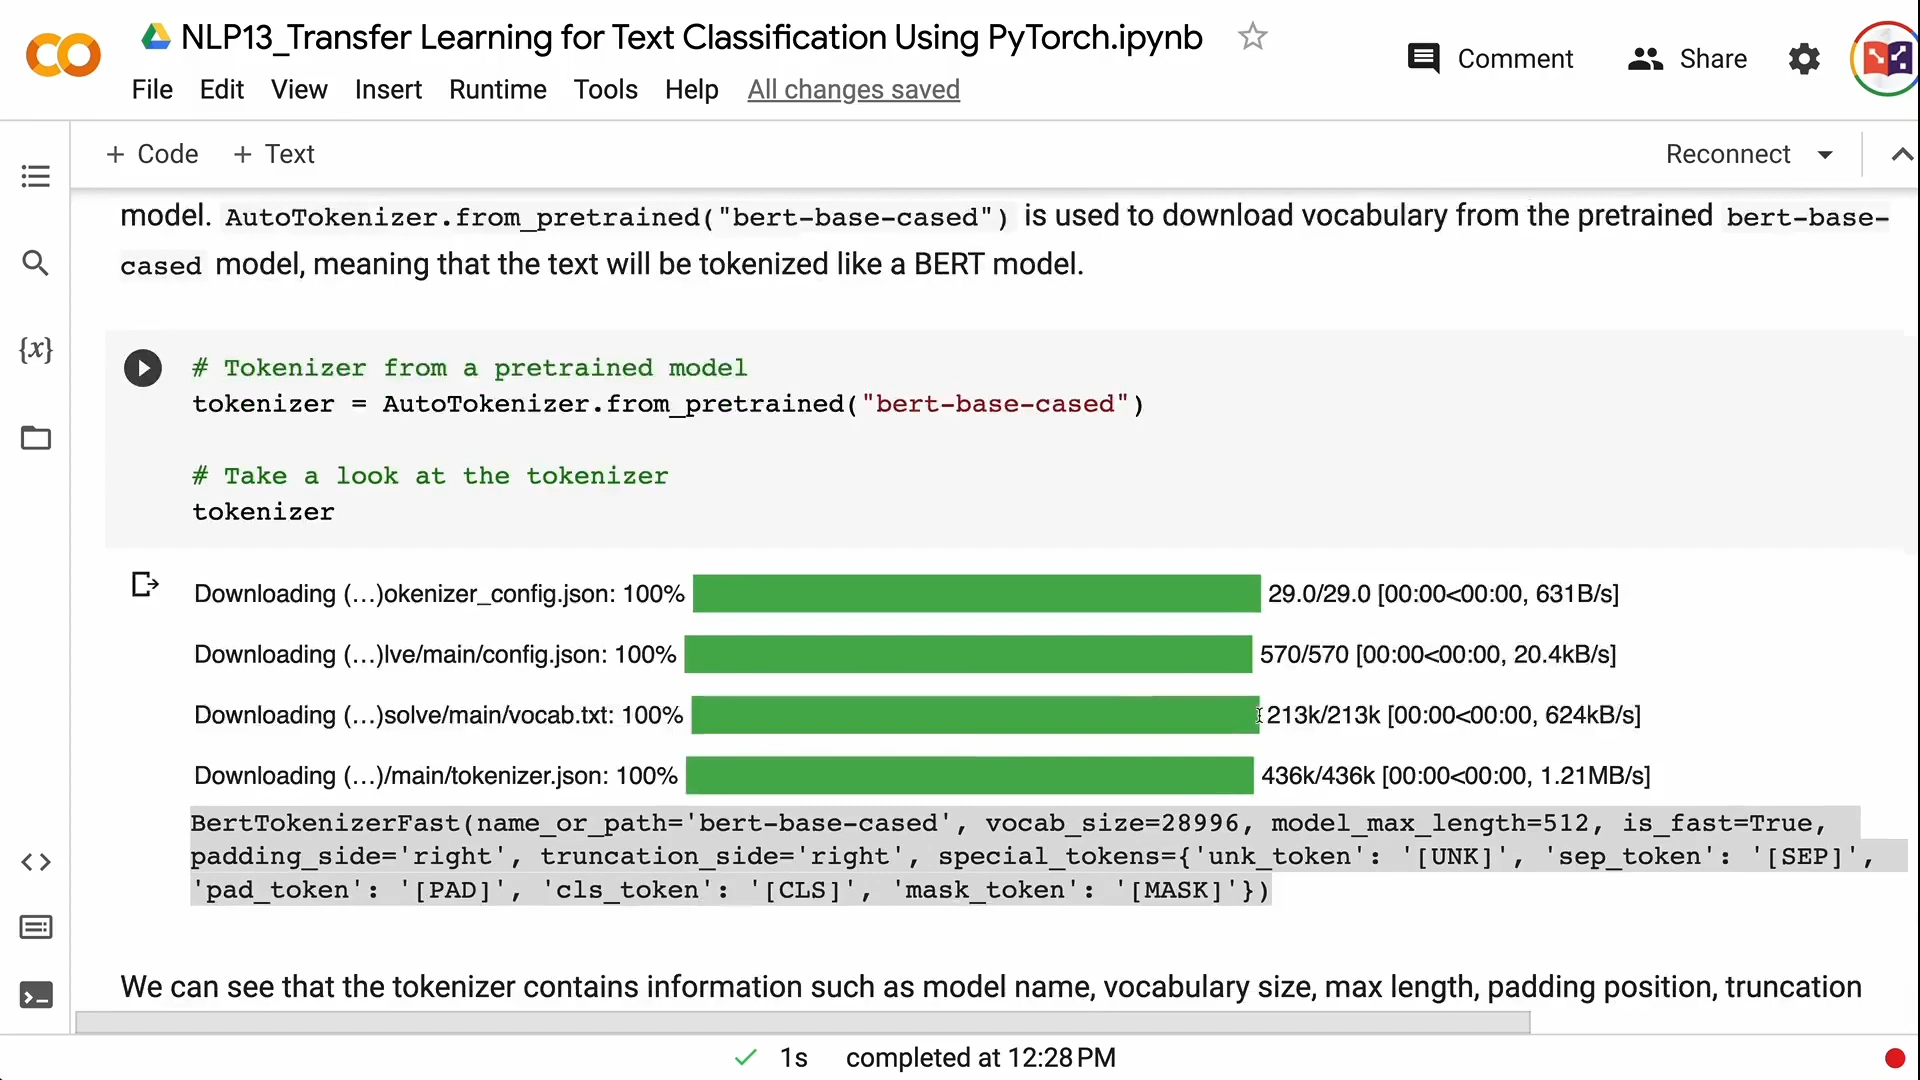 NLP13_Transfer Learning for Text Classification Using PyTorch.ipynb
Comment
Share
File Edit View Insert Runtime Tools Help All changes saved
+ Code + Text
Reconnect
model. AutoTokenizer.from_pretrained("bert-base-cased") is used to download vocabulary from the pretrained bert-base-
cased model, meaning that the text will be tokenized like a BERT model.
{x}
# Tokenizer from a pretrained model
tokenizer = AutoTokenizer.from_pretrained("bert-base-cased")
# Take a look at the tokenizer
tokenizer
Downloading (…)okenizer_config.json: 100% 29.0/29.0 [00:00<00:00, 631B/s]
Downloading (…)lve/main/config.json: 100% 570/570 [00:00<00:00, 20.4kB/s]
Downloading (…)solve/main/vocab.txt: 100% 213k/213k [00:00<00:00, 624kB/s]
Downloading (…)/main/tokenizer.json: 100% 436k/436k [00:00<00:00, 1.21MB/s]
BertTokenizerFast(name_or_path='bert-base-cased', vocab_size=28996, model_max_length=512, is_fast=True,
padding_side='right', truncation_side='right', special_tokens={'unk_token': '[UNK]', 'sep_token': '[SEP]',
'pad_token': '[PAD]', 'cls_token': '[CLS]', 'mask_token': '[MASK]'})
We can see that the tokenizer contains information such as model name, vocabulary size, max length, padding position, truncation
1s completed at 12:28 PM